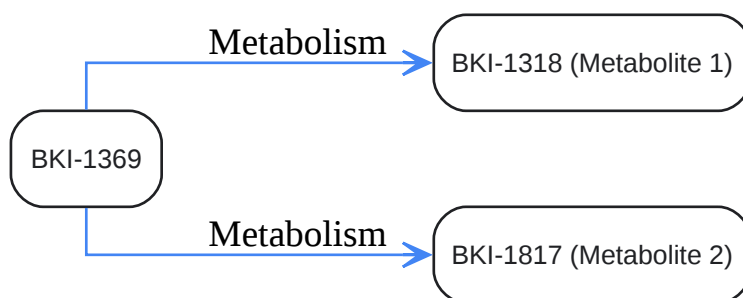 Metabolism
BKI-1318 (Metabolite 1)
BKI-1369
Metabolism
BKI-1817 (Metabolite 2)